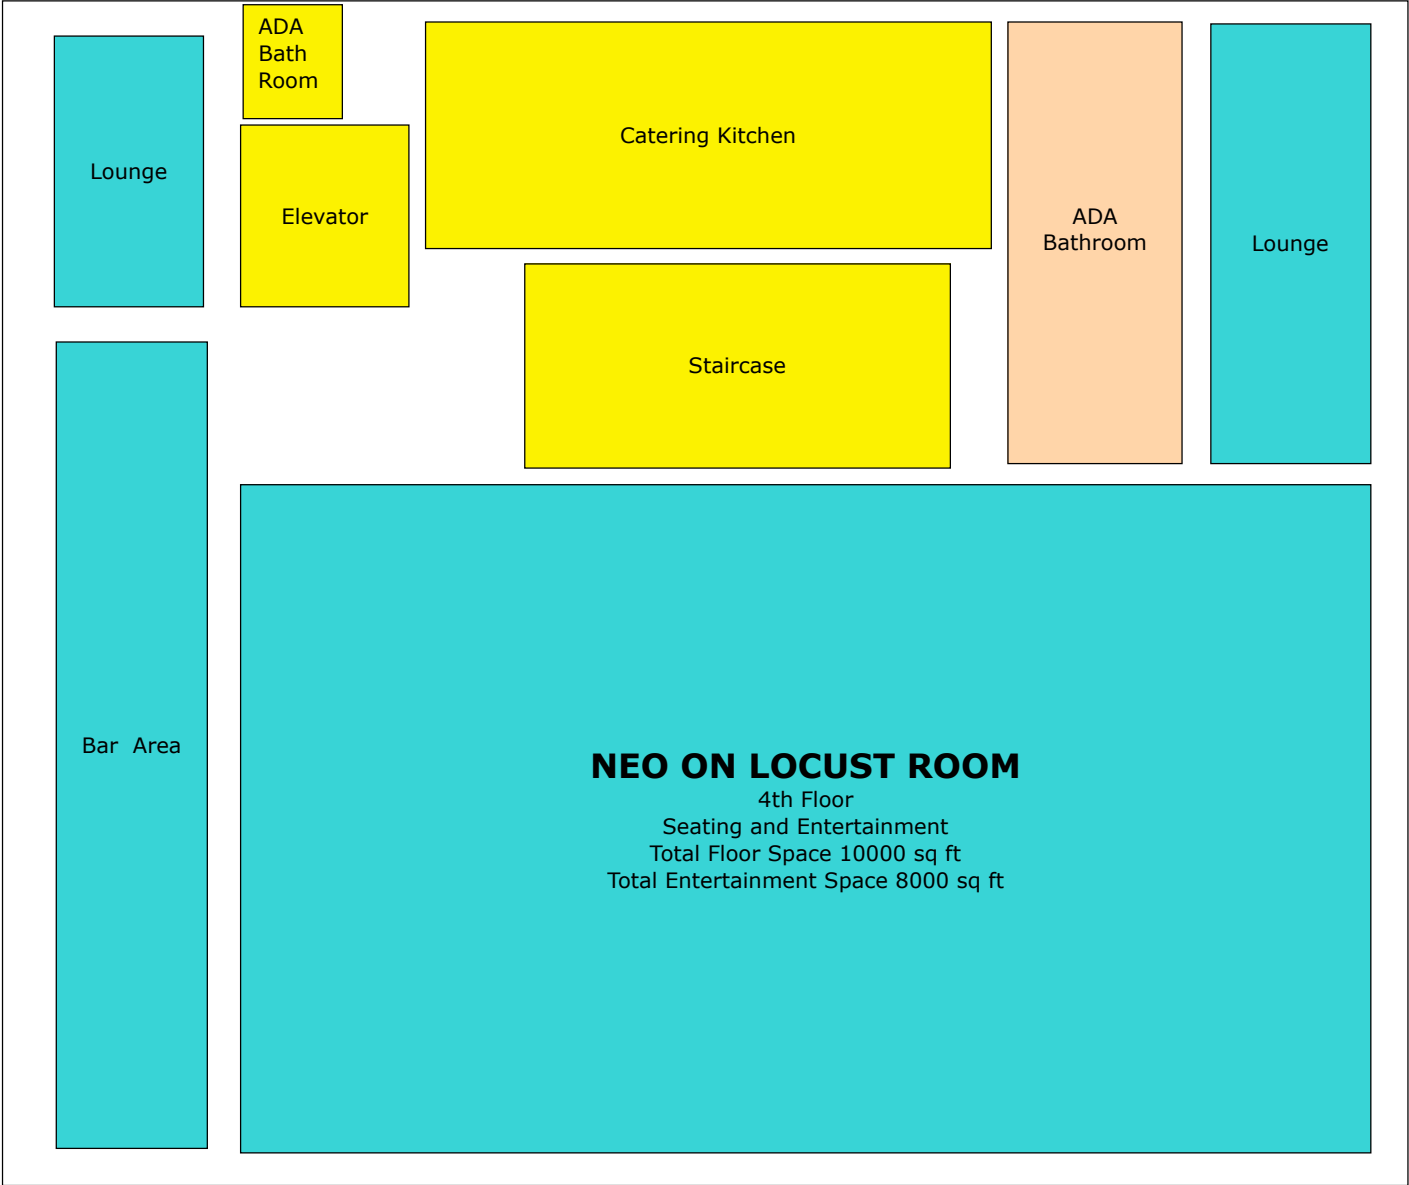 ADA
Bath
Room
Catering Kitchen
Lounge
Elevator
ADA
Bathroom
Lounge
Staircase
Bar  Area
NEO ON LOCUST ROOM
4th Floor
Seating and Entertainment
Total Floor Space 10000 sq ft
Total Entertainment Space 8000 sq ft